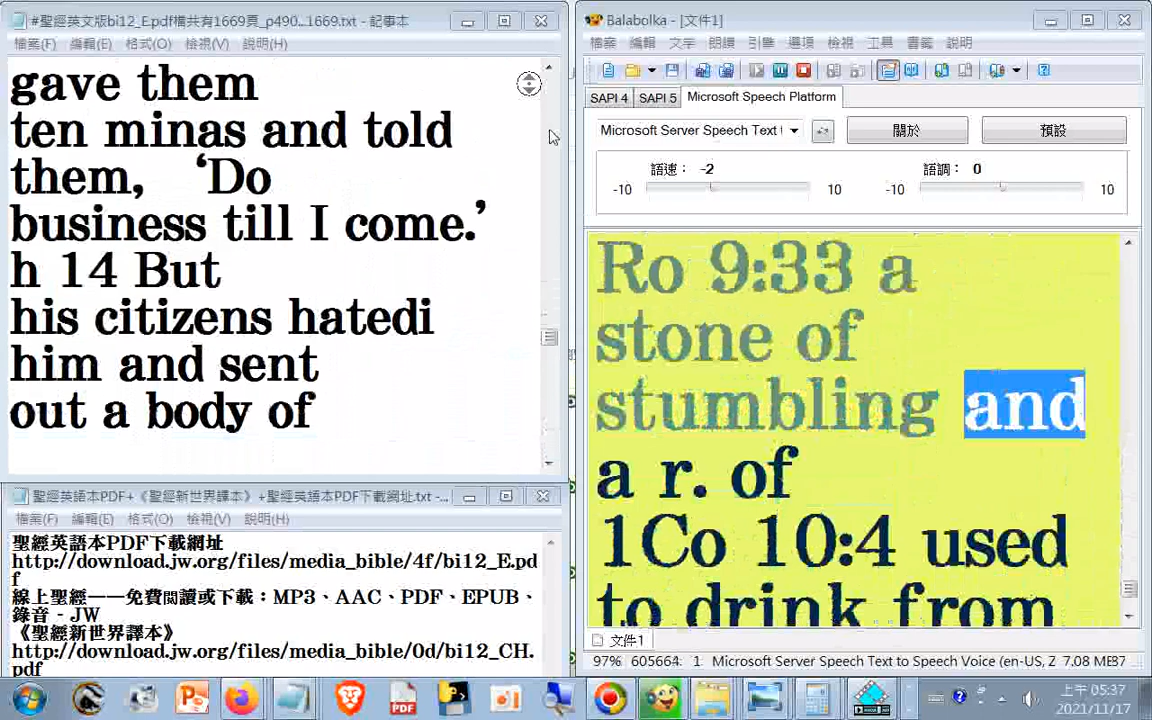 #聖經英文版bi12_E.pdf檔共有1669頁_p490...1669.txt - 記事本
檔案(F) 編輯(E) 格式(O) 檢視(V) 說明(H)
gave them
ten minas and told
them, ‘Do
business till I come.’
h 14 But
his citizens hatedi
him and sent
out a body of
聖經英語本PDF+《聖經新世界譯本》+聖經英語本PDF下載網址.txt -...
檔案(F) 編輯(E) 格式(O) 檢視(V) 說明(H)
聖經英語本PDF下載網址
http://download.jw.org/files/media_bible/4f/bi12_E.pd
f
線上聖經——免費閱讀或下載：MP3、AAC、PDF、EPUB、
錄音 - JW
《聖經新世界譯本》
http://download.jw.org/files/media_bible/0d/bi12_CH.
pdf
Balabolka - [文件1]
檔案 編輯 文字 朗讀 引擎 選項 檢視 工具 書籤 說明
SAPI 4 SAPI 5 Microsoft Speech Platform
Microsoft Server Speech Text 關於 預設
語速： -2 語調： 0
-10 10 -10 10
Ro 9:33 a
stone of
stumbling and
a r. of
1Co 10:4 used
to drink from
文件1
97% 605664: 1 Microsoft Server Speech Text to Speech Voice (en-US, Z 7.08 MB
上午 05:37
2021/11/17